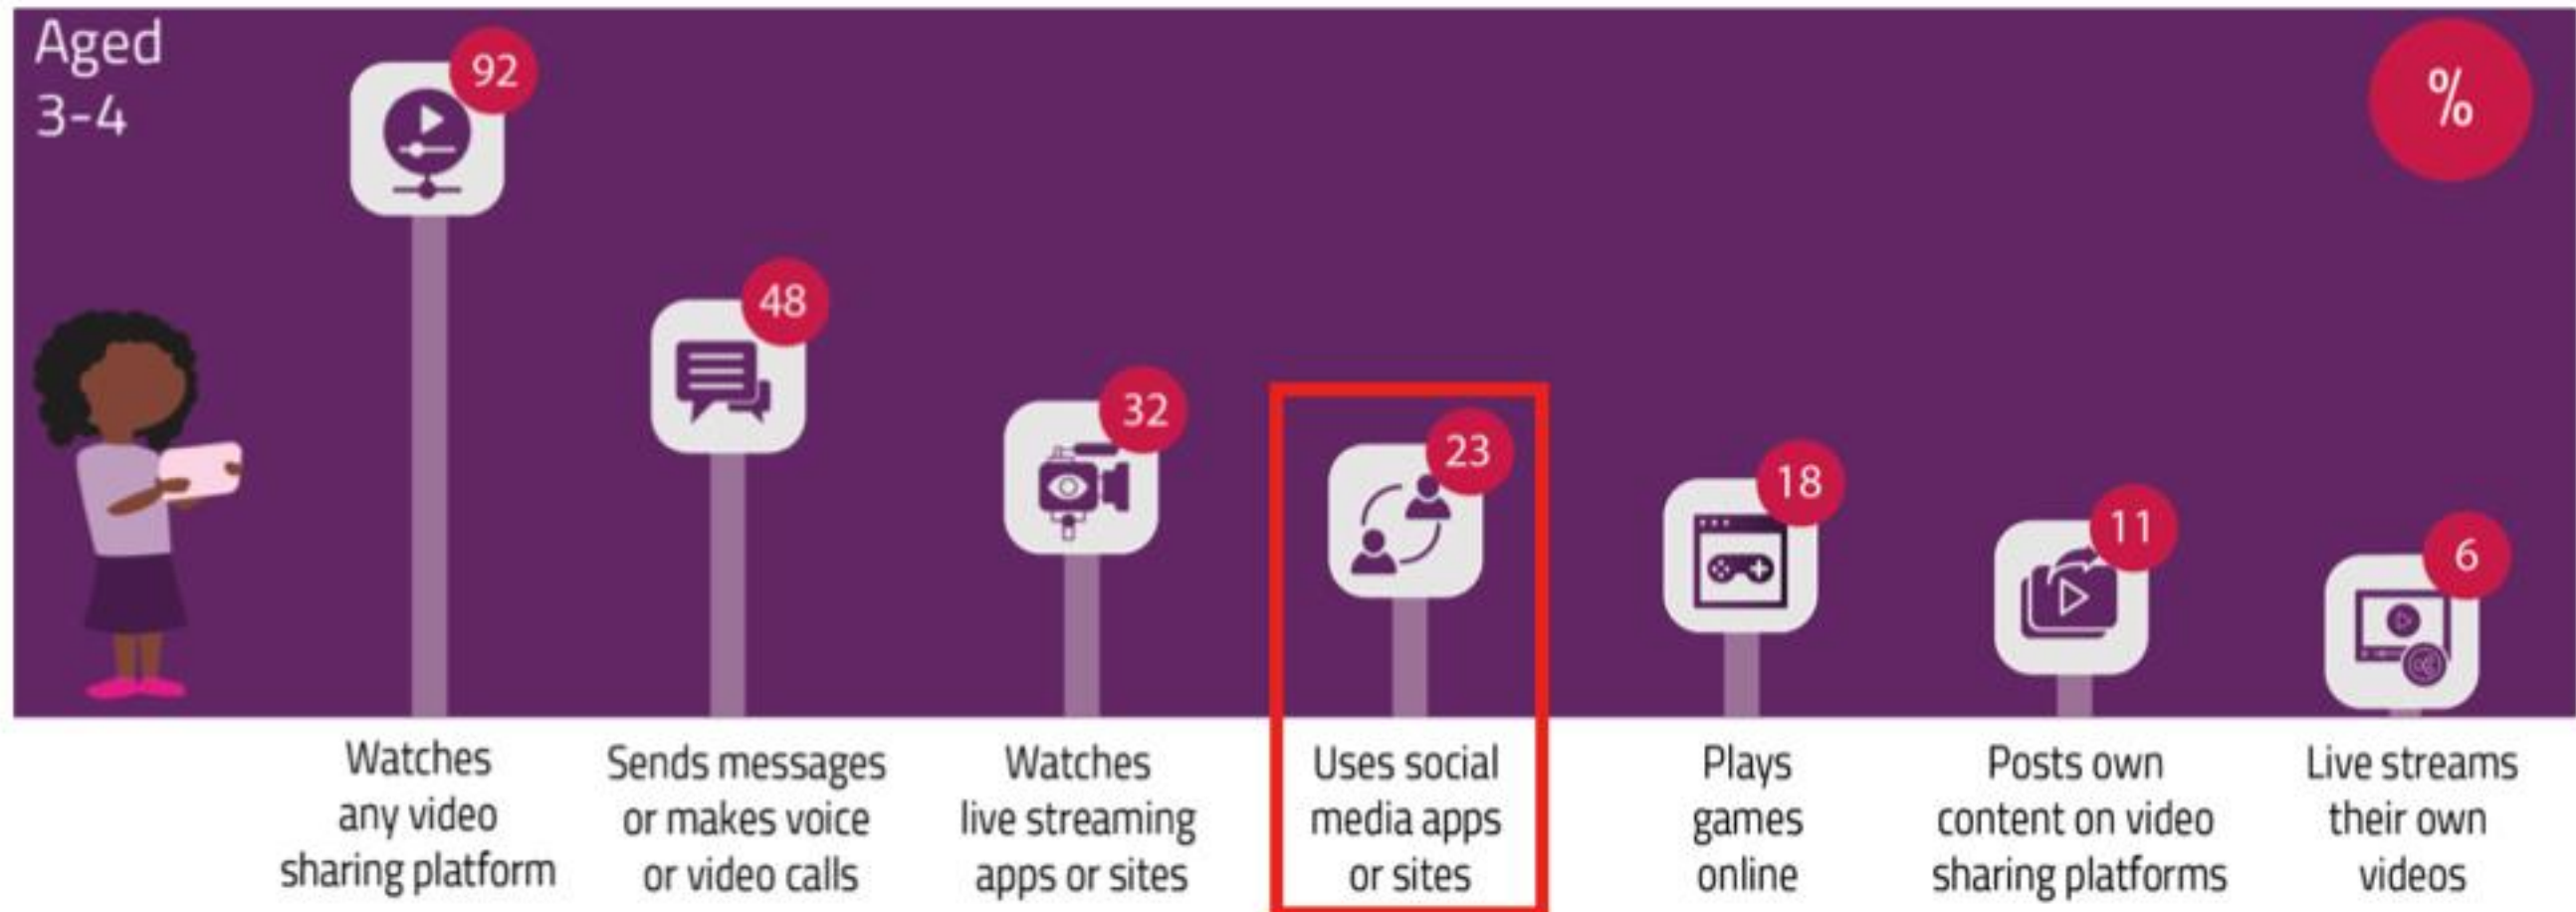 Aged
3-4
92
%
48
32
23
18
11
6
Watches
any video
sharing platform
Sends messages
or makes voice
or video calls
Watches
live streaming
apps or sites
Uses social
media apps
or sites
Plays
games
online
Posts own
content on video
sharing platforms
Live streams
their own
videos